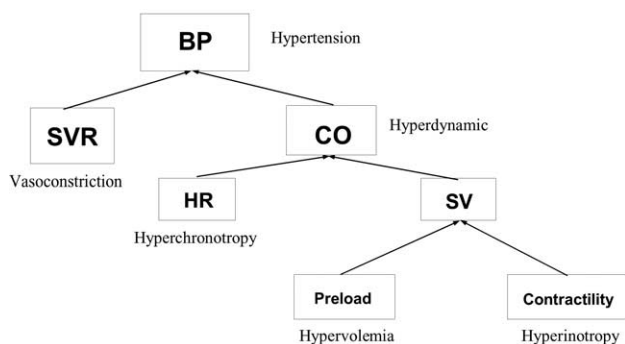 BP
Hypertension
SVR
CO
Hyperdynamic
Vasoconstriction
HR
SV
Hyperchronotropy
Preload
Contractility
Hypervolemia
Hyperinotropy